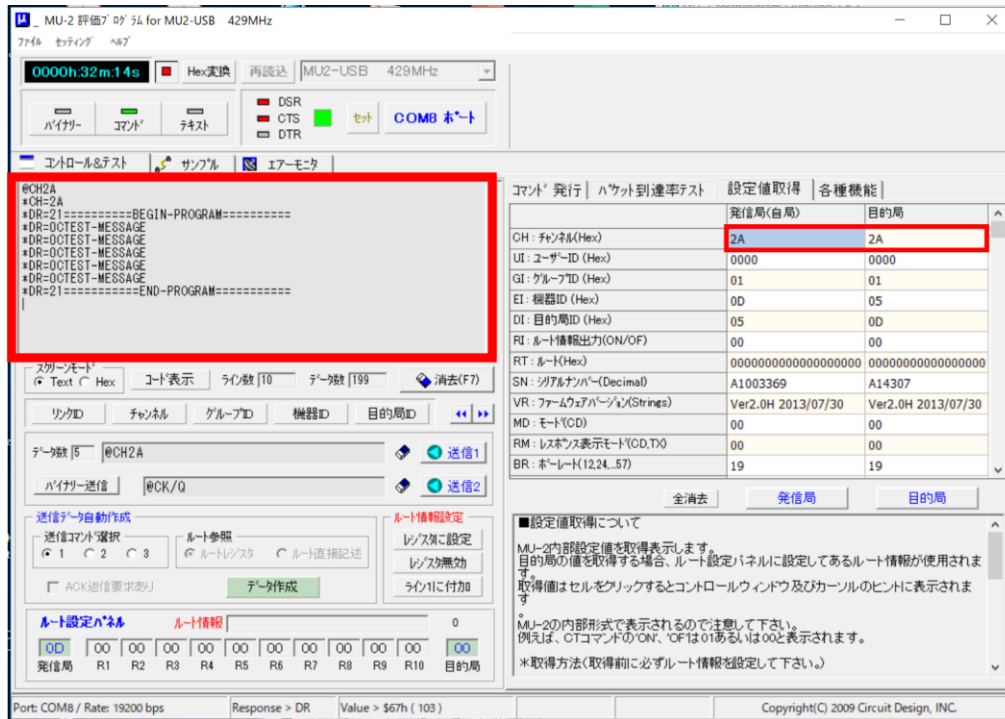 _ MU-2 評価ﾌﾟﾛｸﾞﾗﾑ for MU2-USB 429MHz
ﾌｧｲﾙ ｾｯﾃｨﾝｸﾞ ﾍﾙﾌﾟ
0000h:32m:14s Hex変換 再読込 MU2-USB 429MHz
ﾊﾞｲﾅﾘｰ ｺﾏﾝﾄﾞ ﾃｷｽﾄ
DSR
CTS
DTR
ｾｯﾄ COM8 ﾎﾟｰﾄ
ｺﾝﾄﾛｰﾙ&ﾃｽﾄ ｻﾝﾌﾟﾙ ｴｱｰﾓﾆﾀ
@CH2A
*CH=2A
*DR=21==========BEGIN-PROGRAM==========
*DR=0CTEST-MESSAGE
*DR=0CTEST-MESSAGE
*DR=0CTEST-MESSAGE
*DR=0CTEST-MESSAGE
*DR=0CTEST-MESSAGE
*DR=21===========END-PROGRAM===========
ｽｸﾘｰﾝﾓｰﾄﾞ
Text Hex ｺｰﾄﾞ表示 ﾗｲﾝ数 10 ﾃﾞｰﾀ数 199 消去(F7)
ﾘﾝｸID ﾁｬﾝﾈﾙ ｸﾞﾙｰﾌﾟID 機器ID 目的局ID
ﾃﾞｰﾀ数 5 @CH2A 送信1
ﾊﾞｲﾅﾘｰ送信 @CK/Q 送信2
送信ﾃﾞｰﾀ自動作成
送信ｺﾏﾝﾄﾞ選択
1 2 3
ﾙｰﾄ参照
ﾙｰﾄﾚｼﾞｽﾀ ﾙｰﾄ直接記述
ACK返信要求あり ﾃﾞｰﾀ作成
ﾙｰﾄ情報設定
ﾚｼﾞｽﾀに設定
ﾚｼﾞｽﾀ無効
ﾗｲﾝ1に付加
ﾙｰﾄ設定ﾊﾟﾈﾙ ﾙｰﾄ情報 0
0D 00 00 00 00 00 00 00 00 00 00 00
発信局 R1 R2 R3 R4 R5 R6 R7 R8 R9 R10 目的局
ｺﾏﾝﾄﾞ発行 ﾊﾟｹｯﾄ到達率ﾃｽﾄ 設定値取得 各種機能
発信局(自局) 目的局
CH : ﾁｬﾝﾈﾙ(Hex) 2A 2A
UI : ﾕｰｻﾞｰID (Hex) 0000 0000
GI : ｸﾞﾙｰﾌﾟID (Hex) 01 01
EI : 機器ID (Hex) 0D 05
DI : 目的局ID (Hex) 05 0D
RI : ﾙｰﾄ情報出力(ON/OF) 00 00
RT : ﾙｰﾄ(Hex) 0000000000000000000 00000000000000000
SN : ｼﾘｱﾙﾅﾝﾊﾞｰ(Decimal) A1003369 A14307
VR : ﾌｧｰﾑｳｪｱﾊﾞｰｼﾞｮﾝ(Strings) Ver2.0H 2013/07/30 Ver2.0H 2013/07/30
MD : ﾓｰﾄﾞ(CD) 00 00
RM : ﾚｽﾎﾟﾝｽ表示ﾓｰﾄﾞ(CD,TX) 00 00
BR : ﾎﾞｰﾚｰﾄ(12,24,..57) 19 19
全消去 発信局 目的局
■設定値取得について
MU-2内部設定値を取得表示します。
目的局の値を取得する場合、ルート設定パネルに設定してあるルート情報が使用されま
す。
取得値はセルをクリックするとコントロールウィンドウ及びカーソルのヒントに表示されま
す
。
MU-2の内部形式で表示されるので注意して下さい。
例えば、CTコマンドの'ON'、'OF'は01あるいは00と表示されます。
＊取得方法(取得前に必ずルート情報を設定して下さい。)
Port: COM8 / Rate: 19200 bps Response > DR Value > $67h ( 103 ) Copyright(C) 2009 Circuit Design, INC.